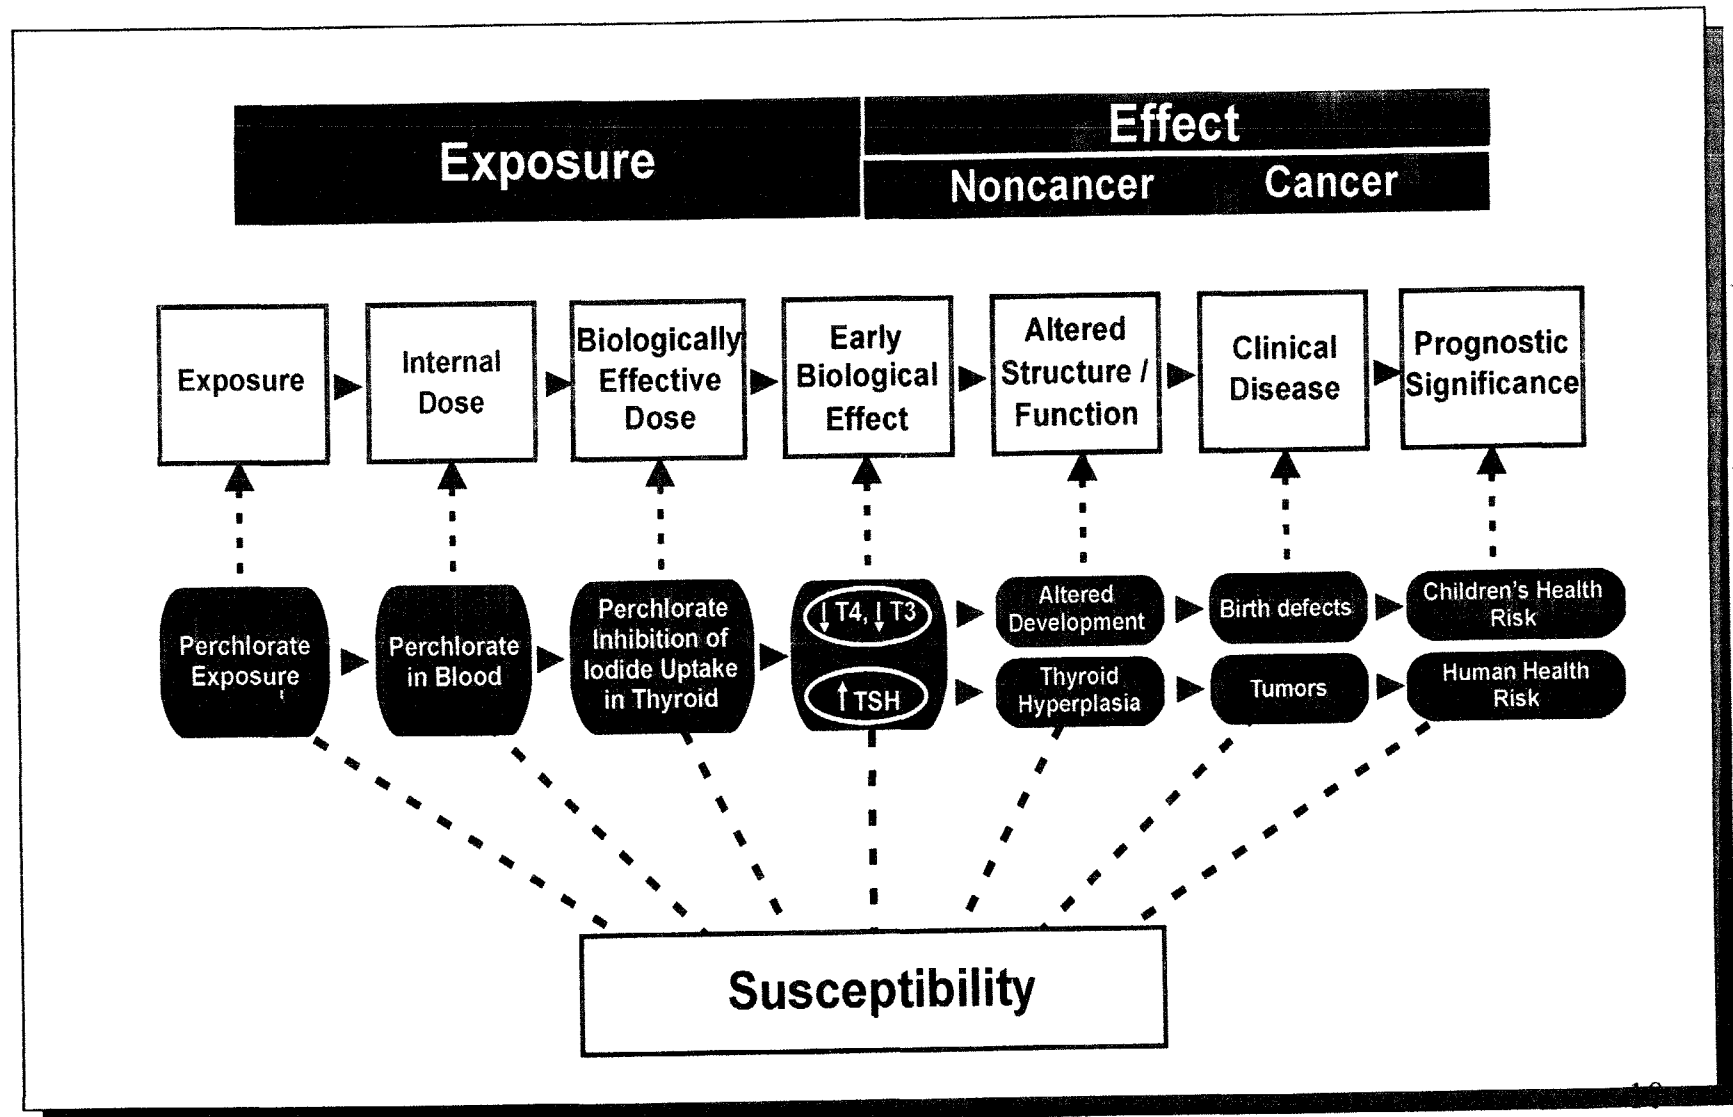 Exposure
Effect
Noncancer Cancer
Exposure
Internal
Dose
Biologically
Effective
Dose
Early
Biological
Effect
Altered
Structure /
Function
Clinical
Disease
Prognostic
Significance
Perchlorate
Exposure
Perchlorate
in Blood
Perchlorate
Inhibition of
Iodide Uptake
in Thyroid
↓T4, ↓T3
↑TSH
Altered
Development
Birth defects
Children's Health
Risk
Thyroid
Hyperplasia
Tumors
Human Health
Risk
Susceptibility